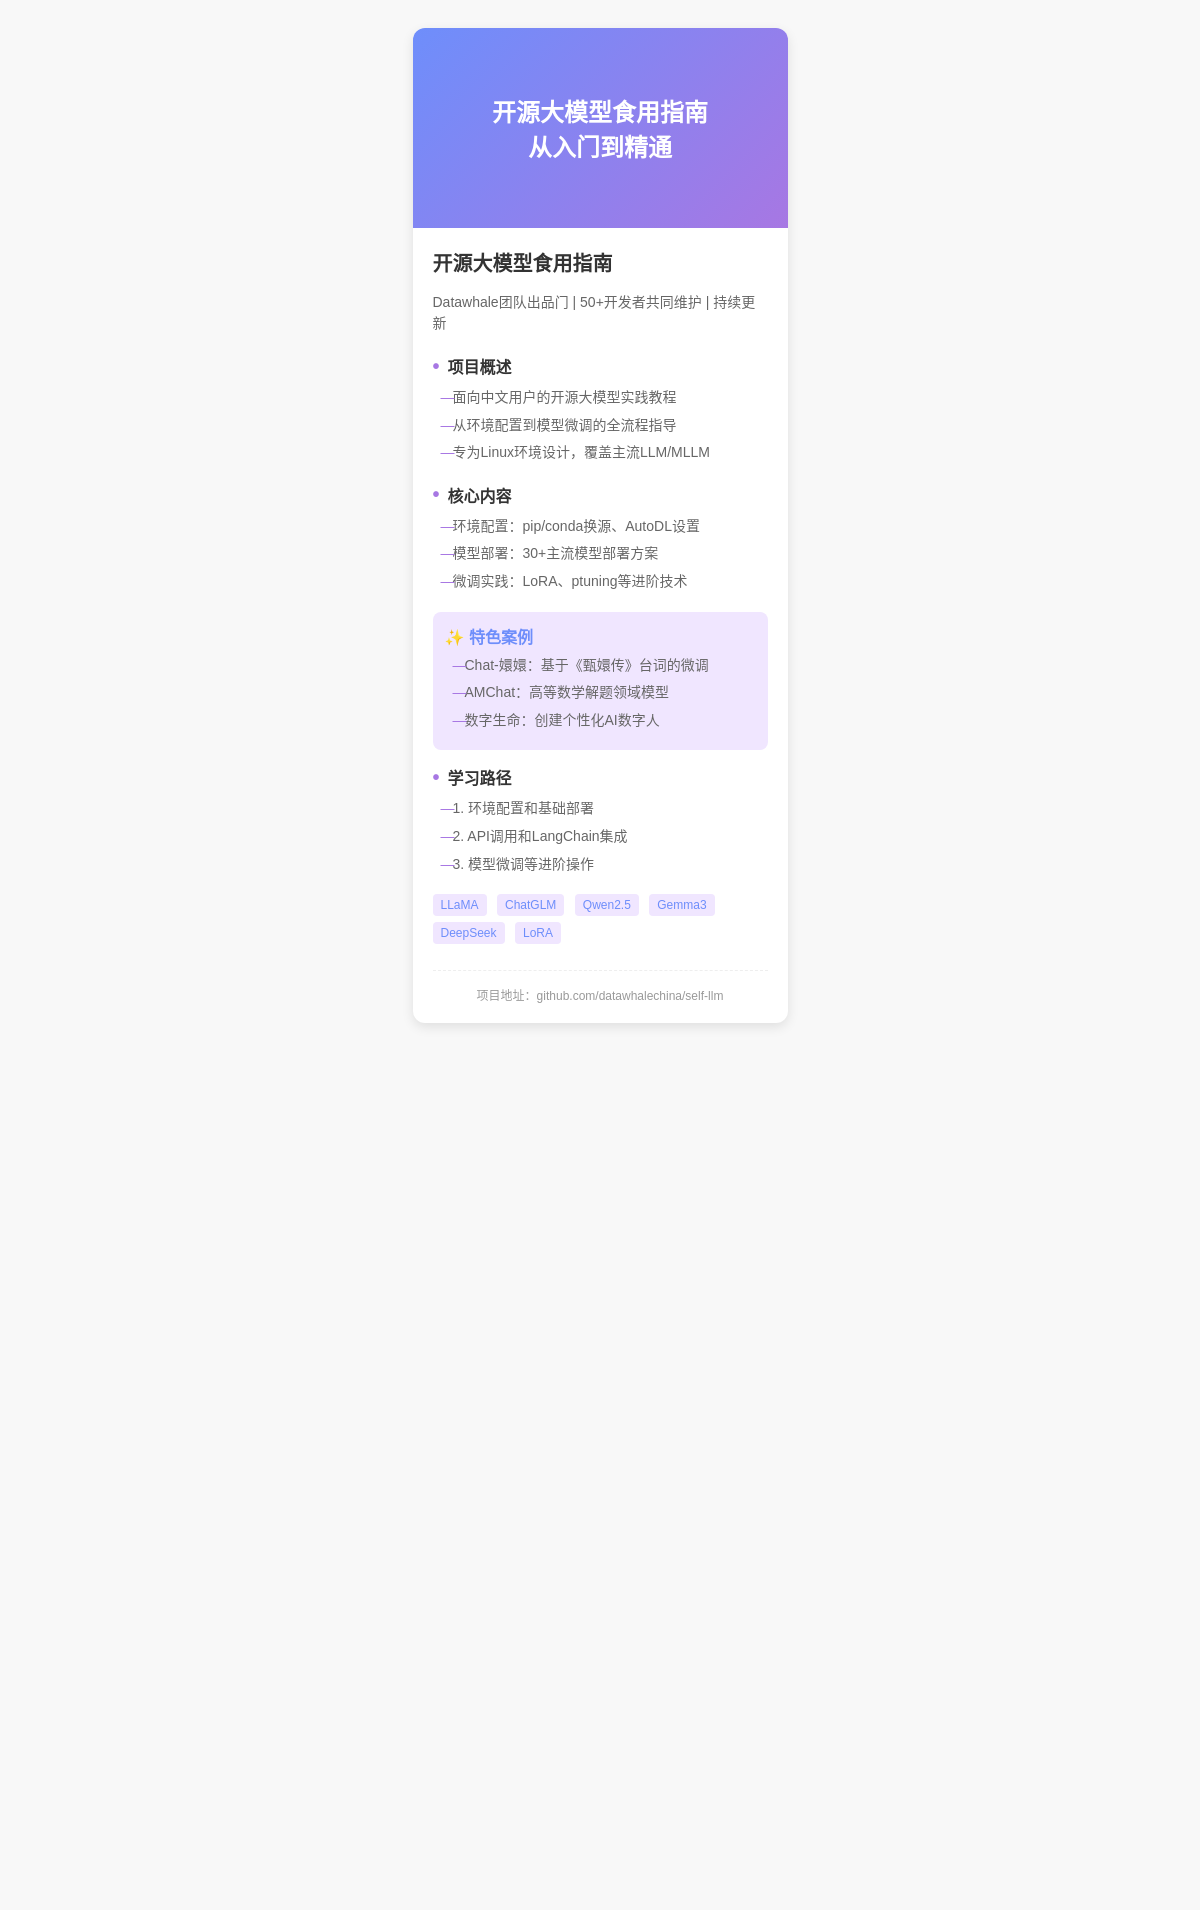 开源大模型食用指南
从入门到精通
开源大模型食用指南
Datawhale团队出品门 | 50+开发者共同维护 | 持续更
新
• 项目概述
—面向中文用户的开源大模型实践教程
—从环境配置到模型微调的全流程指导
—专为Linux环境设计，覆盖主流LLM/MLLM
• 核心内容
—环境配置：pip/conda换源、AutoDL设置
—模型部署：30+主流模型部署方案
—微调实践：LoRA、ptuning等进阶技术
✨ 特色案例
—Chat-嬛嬛：基于《甄嬛传》台词的微调
—AMChat：高等数学解题领域模型
—数字生命：创建个性化AI数字人
• 学习路径
—1. 环境配置和基础部署
—2. API调用和LangChain集成
—3. 模型微调等进阶操作
LLaMA ChatGLM Qwen2.5 Gemma3
DeepSeek LoRA
项目地址：github.com/datawhalechina/self-llm